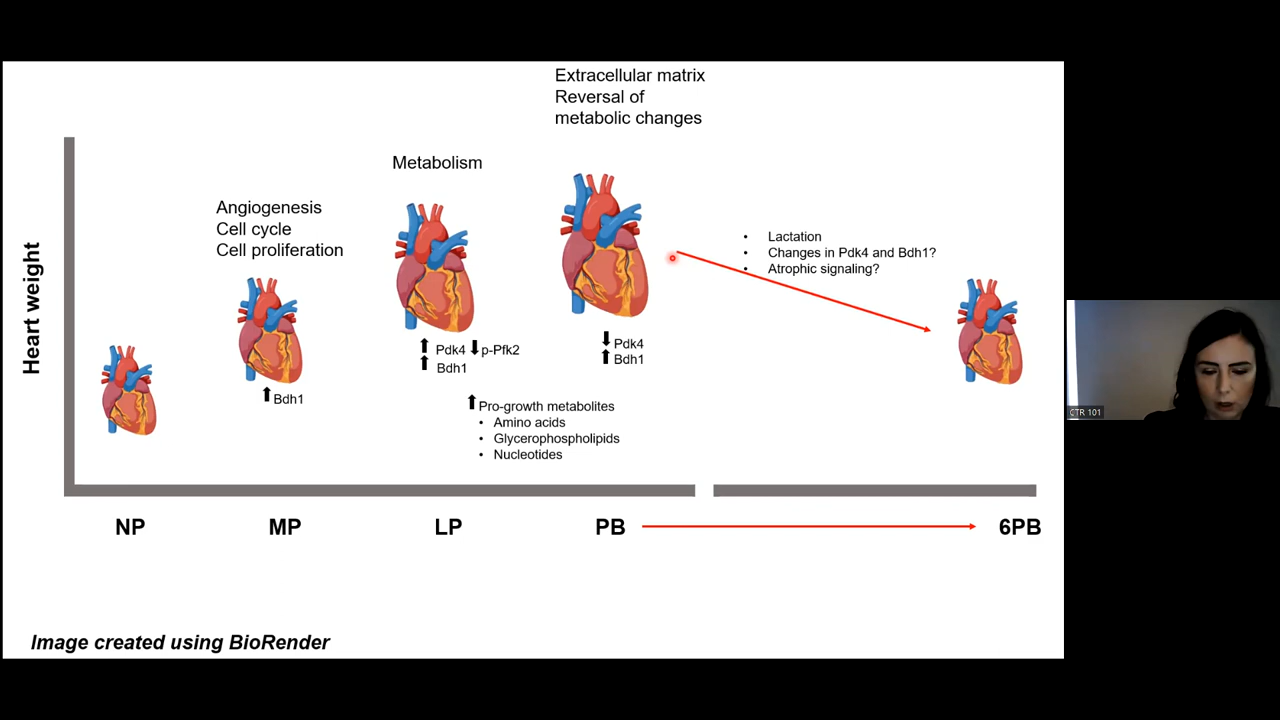 Extracellular matrix
Reversal of
metabolic changes
Metabolism
Angiogenesis
Cell cycle
Cell proliferation
• Lactation
• Changes in Pdk4 and Bdh1?
• Atrophic signaling?
Heart weight
⬆ Pdk4 ⬇ p-Pfk2
⬆ Bdh1
⬇ Pdk4
⬆ Bdh1
⬆ Bdh1
⬆ Pro-growth metabolites
• Amino acids
• Glycerophospholipids
• Nucleotides
NP MP LP PB 6PB
Image created using BioRender
CTR 101